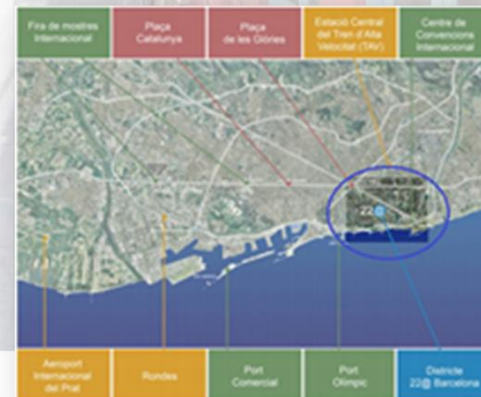 Fira de mostres
Internacional
Plaça
Catalunya
Plaça
de les Glòries
Estació Central
del Tren d'Alta
Velocitat (TAV)
Centre de
Convencions
Internacional
22@
Aeroport
Internacional
del Prat
Rondes
Port
Comercial
Port
Olímpic
Districte
22@ Barcelona